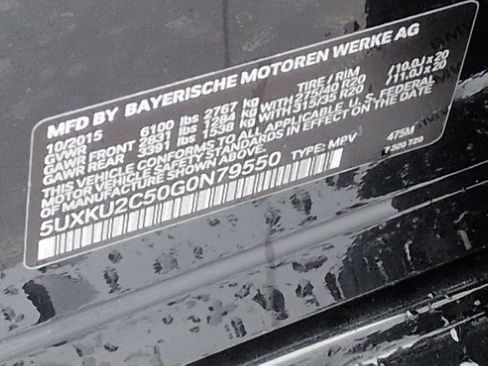 MFD BY BAYERISCHE MOTOREN WERKE AG
10/2015 TIRE / RIM
GVWR 6100 lbs 2767 kg
GAWR FRONT 2831 lbs 1284 kg WITH 275/40 R20 /10.0J x 20
GAWR REAR 3391 lbs 1538 kg WITH 315/35 R20 /11.0J x 20
THIS VEHICLE CONFORMS TO ALL APPLICABLE U.S. FEDERAL
MOTOR VEHICLE SAFETY STANDARDS IN EFFECT ON THE DATE
OF MANUFACTURE SHOWN ABOVE.
5UXKU2C50G0N79550 TYPE: MPV 475M